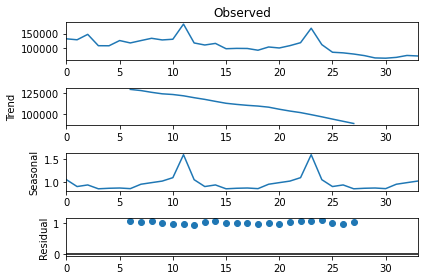 Observed
150000
100000
0 5 10 15 20 25 30
Trend
125000
100000
0 5 10 15 20 25 30
Seasonal
1.5
1.0
0 5 10 15 20 25 30
Residual
1
0
0 5 10 15 20 25 30